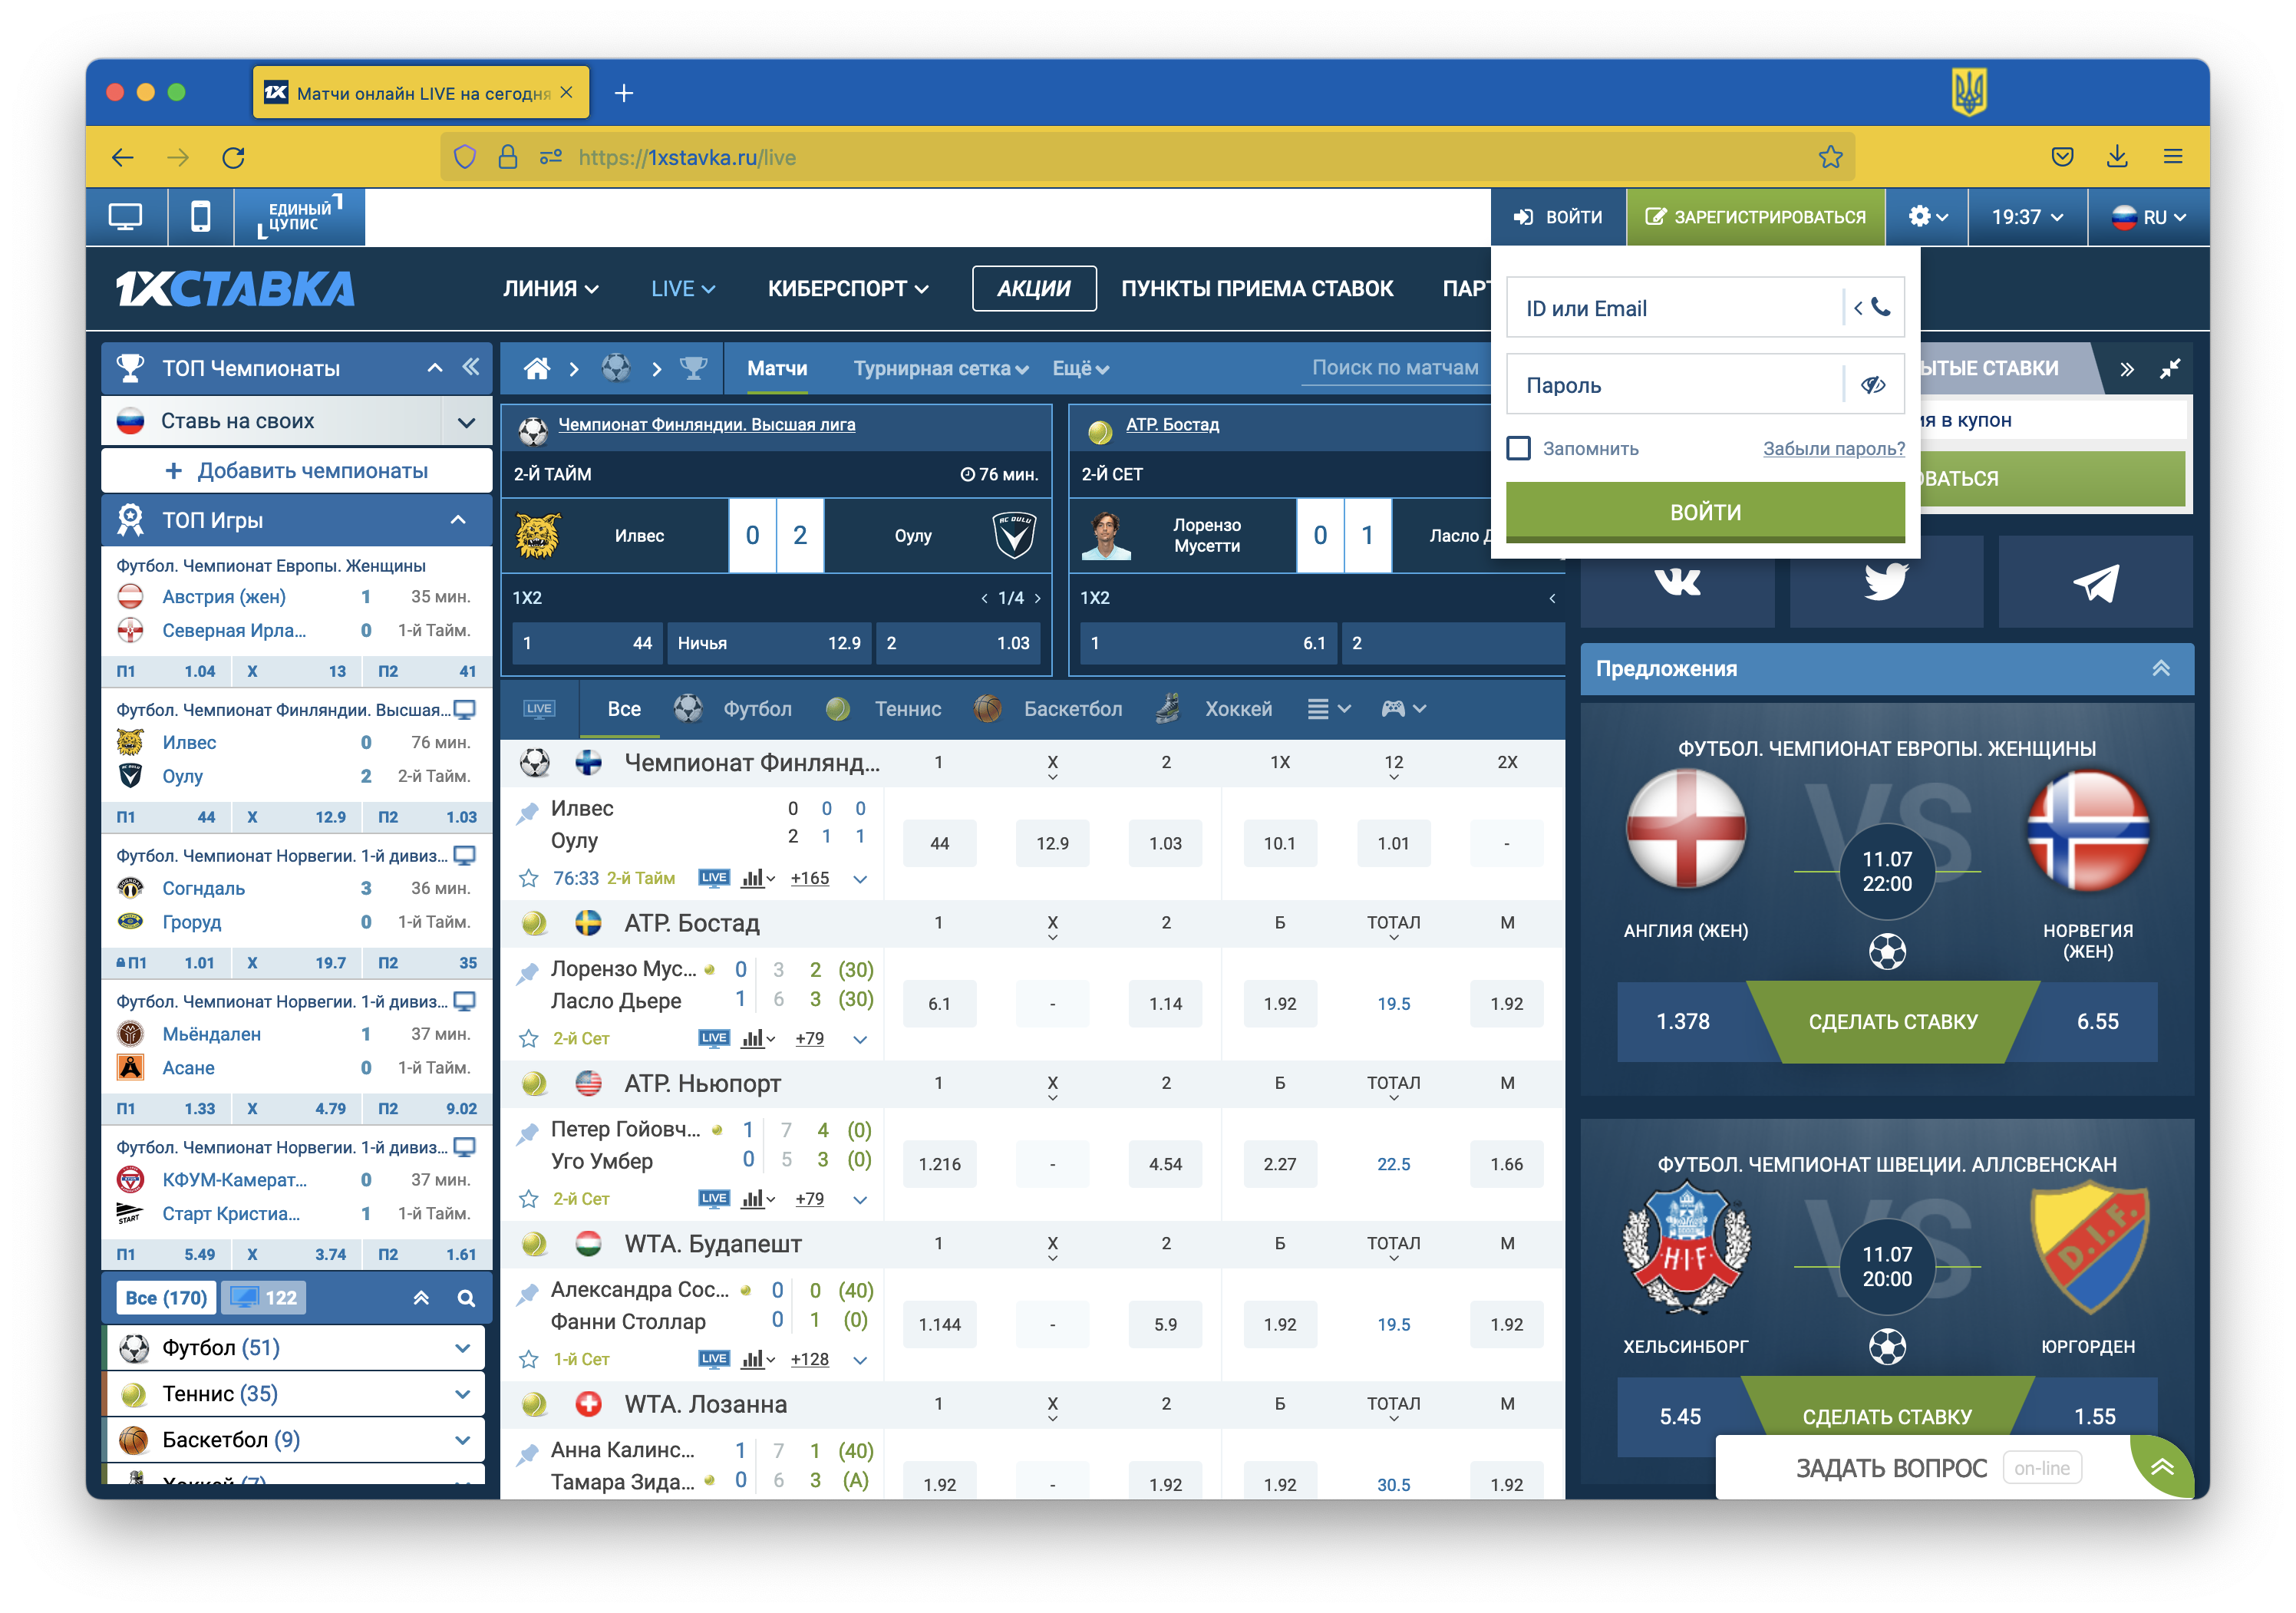 1X Матчи онлайн LIVE на сегодня
https://1xstavka.ru/live
ЕДИНЫЙ
ЦУПИС
ВОЙТИ
ЗАРЕГИСТРИРОВАТЬСЯ
19:37
RU
1XСТАВКА
ЛИНИЯ
LIVE
КИБЕРСПОРТ
АКЦИИ
ПУНКТЫ ПРИЕМА СТАВОК
ПАРТ
ID или Email
Пароль
Запомнить
Забыли пароль?
ВОЙТИ
ТОП Чемпионаты
Ставь на своих
+ Добавить чемпионаты
ТОП Игры
Футбол. Чемпионат Европы. Женщины
Австрия (жен) 1 35 мин.
Северная Ирла... 0 1-й Тайм.
П1 1.04 X 13 П2 41
Футбол. Чемпионат Финляндии. Высшая...
Илвес 0 76 мин.
Оулу 2 2-й Тайм.
П1 44 X 12.9 П2 1.03
Футбол. Чемпионат Норвегии. 1-й дивиз...
Согндаль 3 36 мин.
Гроруд 0 1-й Тайм.
П1 1.01 X 19.7 П2 35
Футбол. Чемпионат Норвегии. 1-й дивиз...
Мьёндален 1 37 мин.
Асане 0 1-й Тайм.
П1 1.33 X 4.79 П2 9.02
Футбол. Чемпионат Норвегии. 1-й дивиз...
КФУМ-Камерат... 0 37 мин.
START Старт Кристиа... 1 1-й Тайм.
П1 5.49 X 3.74 П2 1.61
Все (170) 122
Футбол (51)
Теннис (35)
Баскетбол (9)
Хоккей (7)
Матчи
Турнирная сетка
Ещё
Поиск по матчам
Чемпионат Финляндии. Высшая лига
2-Й ТАЙМ 76 мин.
Илвес 0 2 Оулу
AC OULU
1X2 1/4
1 44 Ничья 12.9 2 1.03
ATP. Бостад
2-Й СЕТ
Лорензо
Мусетти
0 1 Ласло Д
1X2
1 6.1 2
LIVE Все Футбол Теннис Баскетбол Хоккей
Чемпионат Финлянд... 1 X 2 1X 12 2X
Илвес 0 0 0
Оулу 2 1 1
44 12.9 1.03 10.1 1.01 -
76:33 2-й Тайм LIVE +165
ATP. Бостад 1 X 2 Б ТОТАЛ М
Лорензо Мус... 0 3 2 (30)
Ласло Дьере 1 6 3 (30)
6.1 - 1.14 1.92 19.5 1.92
2-й Сет LIVE +79
ATP. Ньюпорт 1 X 2 Б ТОТАЛ М
Петер Гойовч... 1 7 4 (0)
Уго Умбер 0 5 3 (0)
1.216 - 4.54 2.27 22.5 1.66
2-й Сет LIVE +79
WTA. Будапешт 1 X 2 Б ТОТАЛ М
Александра Сос... 0 0 (40)
Фанни Столлар 0 1 (0)
1.144 - 5.9 1.92 19.5 1.92
1-й Сет LIVE +128
WTA. Лозанна 1 X 2 Б ТОТАЛ М
Анна Калинс... 1 7 1 (40)
Тамара Зида... 0 6 3 (A)
1.92 - 1.92 1.92 30.5 1.92
ЫТЫЕ СТАВКИ
ия в купон
ОВАТЬСЯ
Предложения
ФУТБОЛ. ЧЕМПИОНАТ ЕВРОПЫ. ЖЕНЩИНЫ
VS
11.07
22:00
АНГЛИЯ (ЖЕН)
НОРВЕГИЯ
(ЖЕН)
1.378 СДЕЛАТЬ СТАВКУ 6.55
ФУТБОЛ. ЧЕМПИОНАТ ШВЕЦИИ. АЛЛСВЕНСКАН
VS
HIF
D.I.F.
11.07
20:00
ХЕЛЬСИНБОРГ
ЮРГОРДЕН
5.45 СДЕЛАТЬ СТАВКУ 1.55
ЗАДАТЬ ВОПРОС on-line